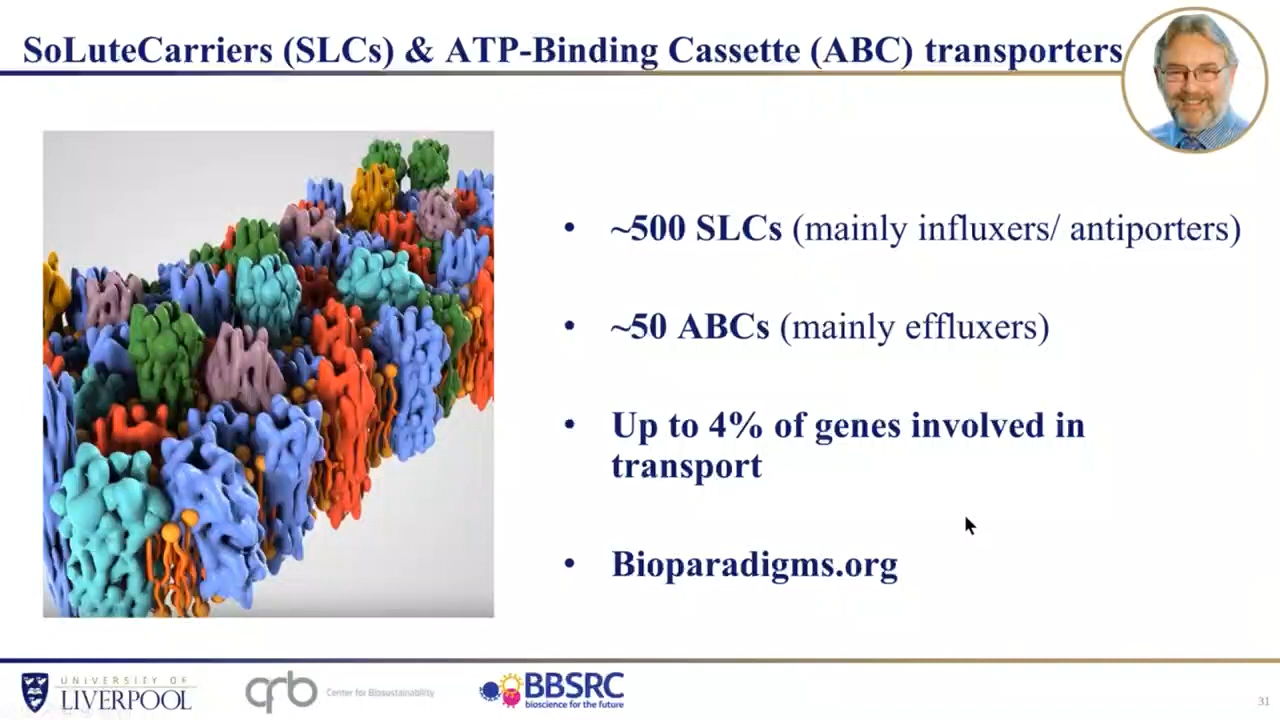 SoLuteCarriers (SLCs) & ATP-Binding Cassette (ABC) transporters
• ~500 SLCs (mainly influxers/ antiporters)
• ~50 ABCs (mainly effluxers)
• Up to 4% of genes involved in
transport
• Bioparadigms.org
UNIVERSITY OF
LIVERPOOL
Center for Biosustainability
BBSRC
bioscience for the future
31